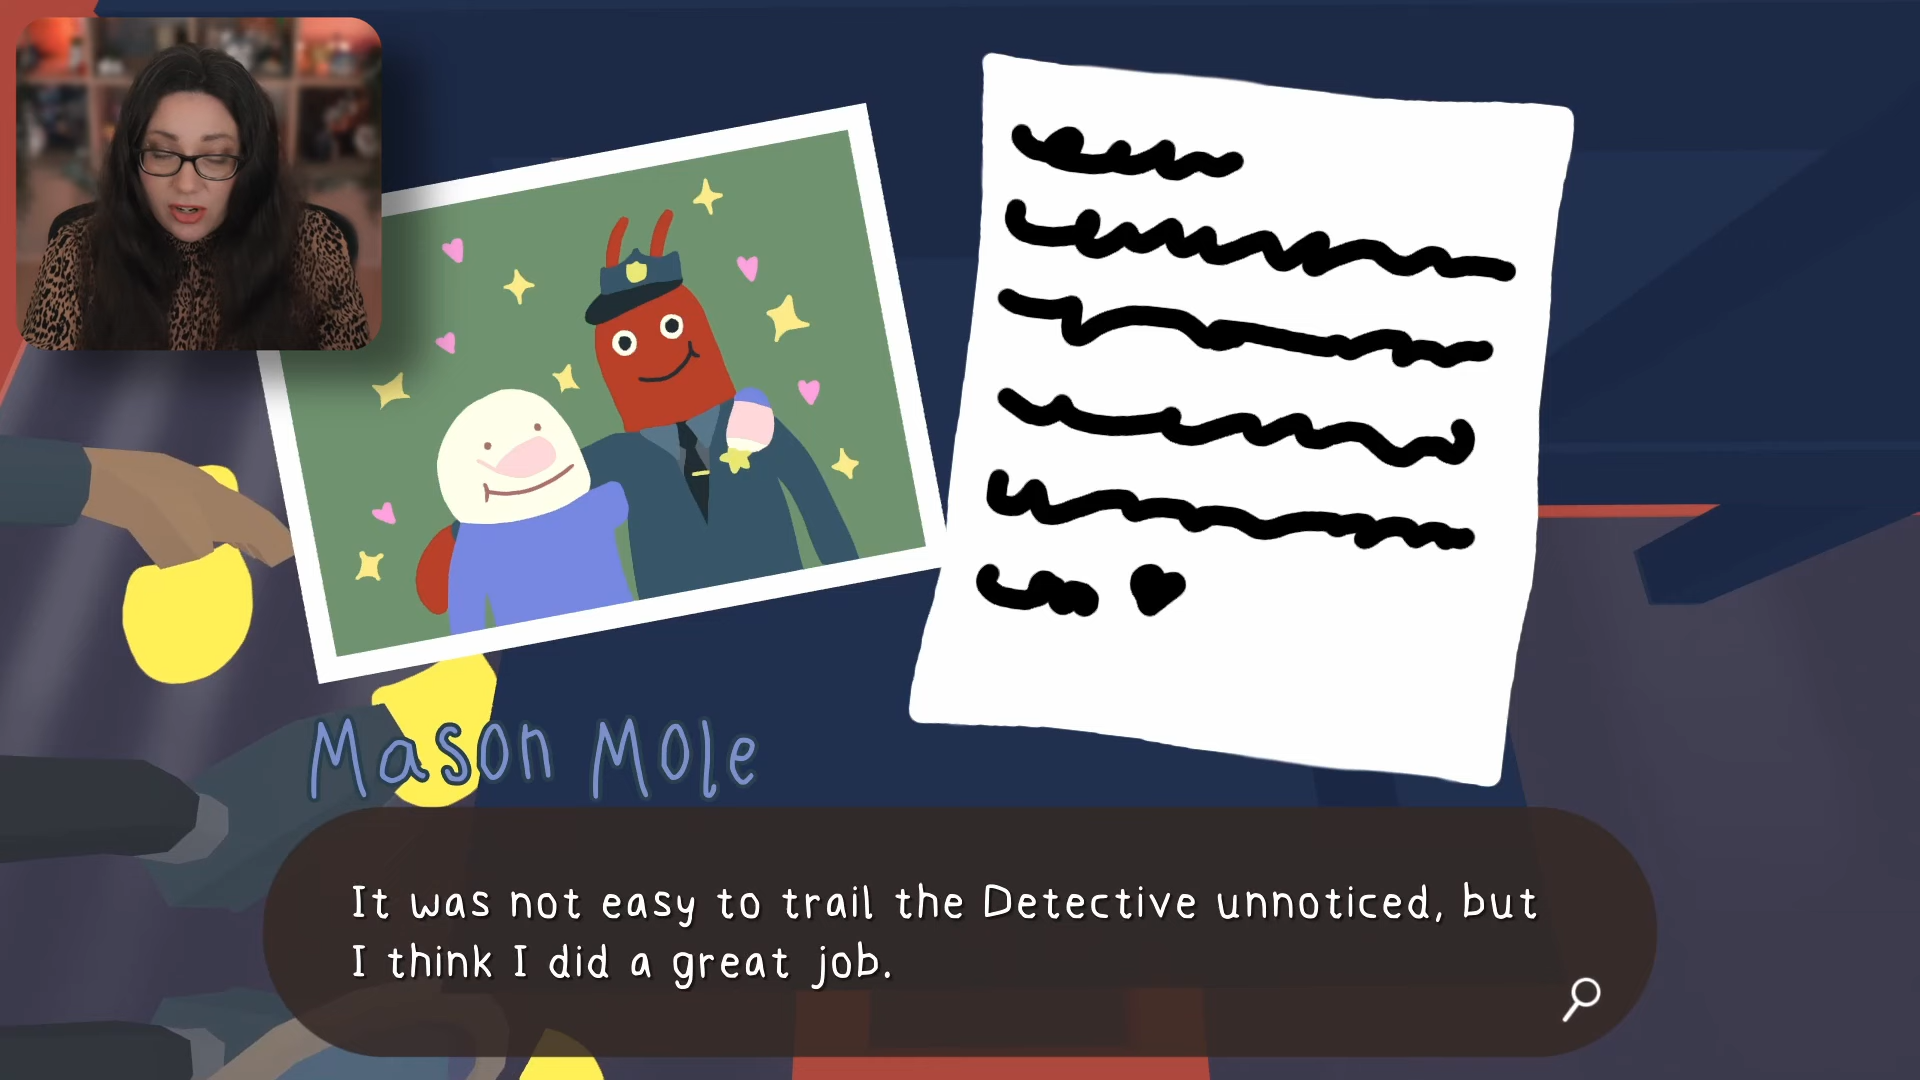 Mason Mole
It was not easy to trail the Detective unnoticed, but
I think I did a great job.